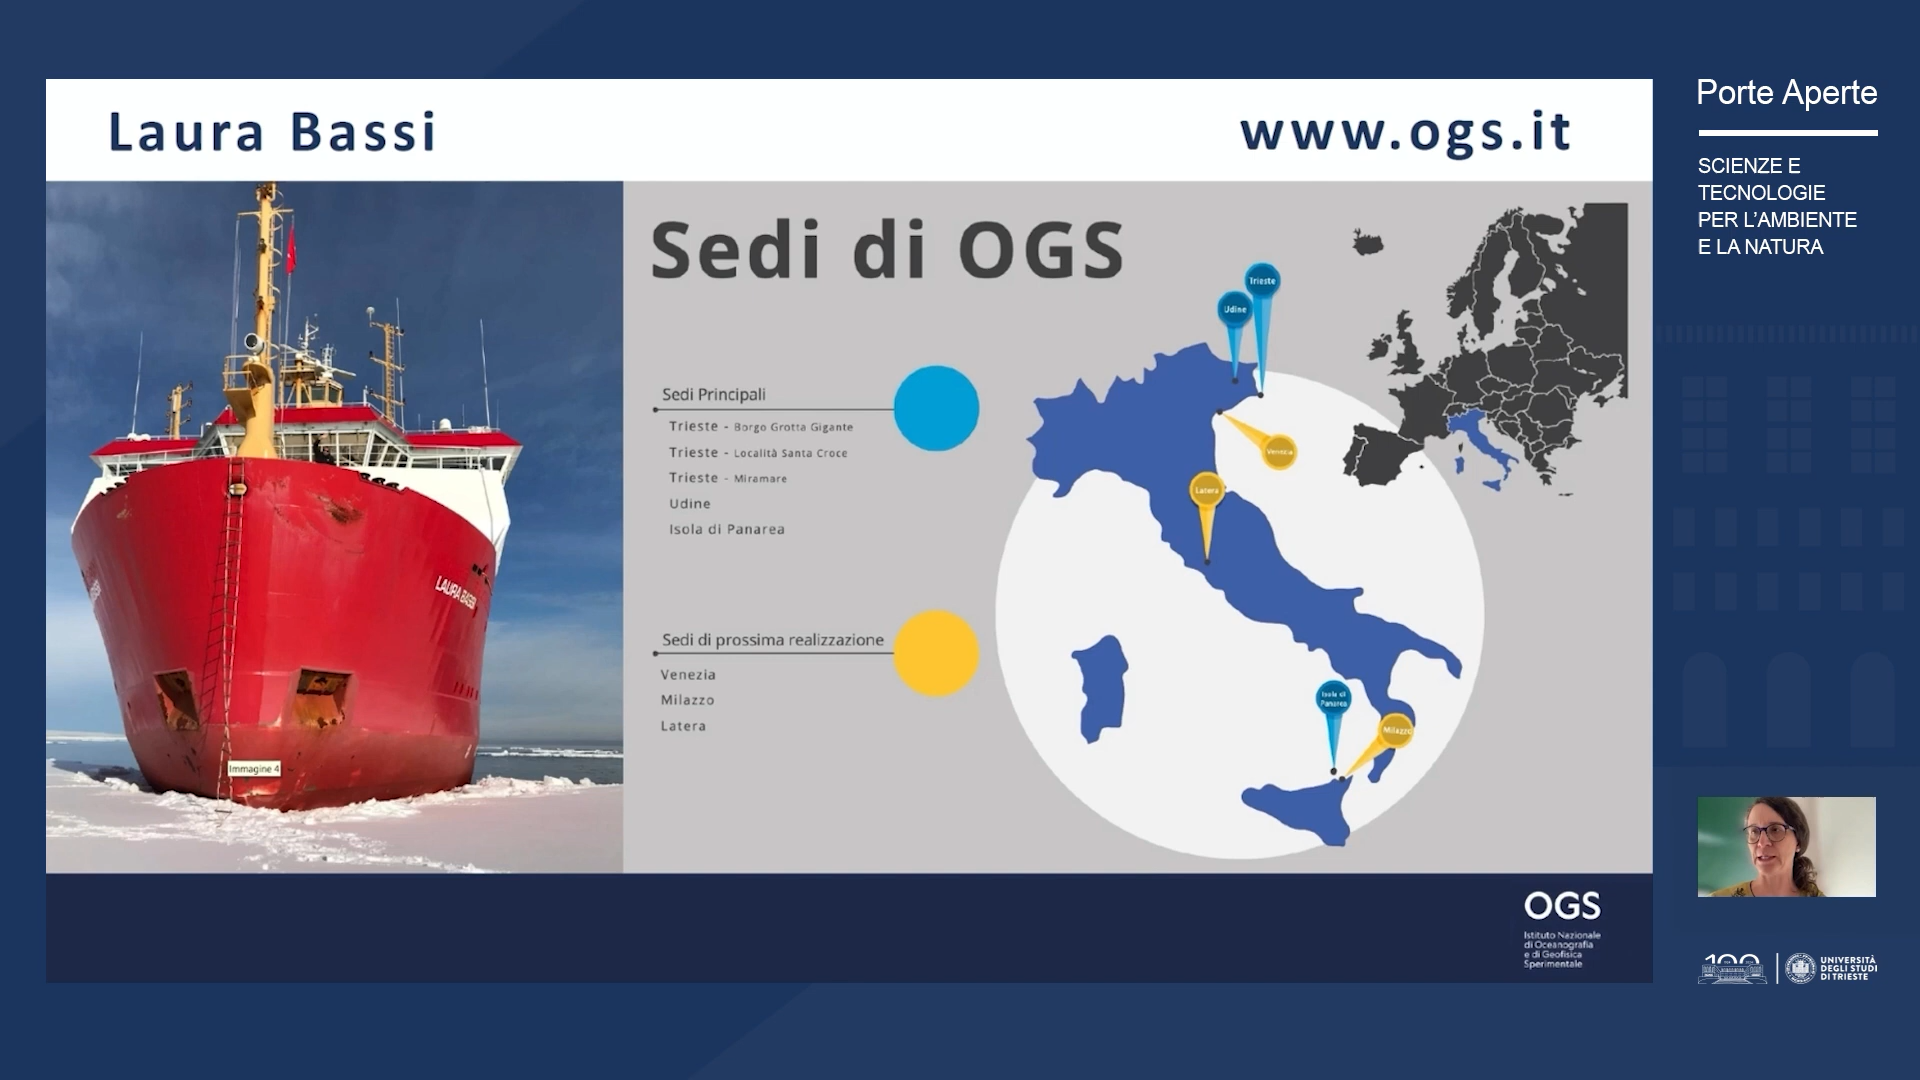 Laura Bassi
www.ogs.it
Porte Aperte
SCIENZE E
TECNOLOGIE
PER L'AMBIENTE
E LA NATURA
Sedi di OGS
Trieste
Udine
Sedi Principali
Trieste - Borgo Grotta Gigante
Trieste - Località Santa Croce
Trieste - Miramare
Udine
Isola di Panarea
Venezia
Latera
LAURA BASSI
Sedi di prossima realizzazione
Venezia
Milazzo
Latera
Isola di
Panarea
Milazzo
Immagine 4
OGS
Istituto Nazionale
di Oceanografia
e di Geofisica
Sperimentale
100
UNIVERSITÀ
DEGLI STUDI
DI TRIESTE